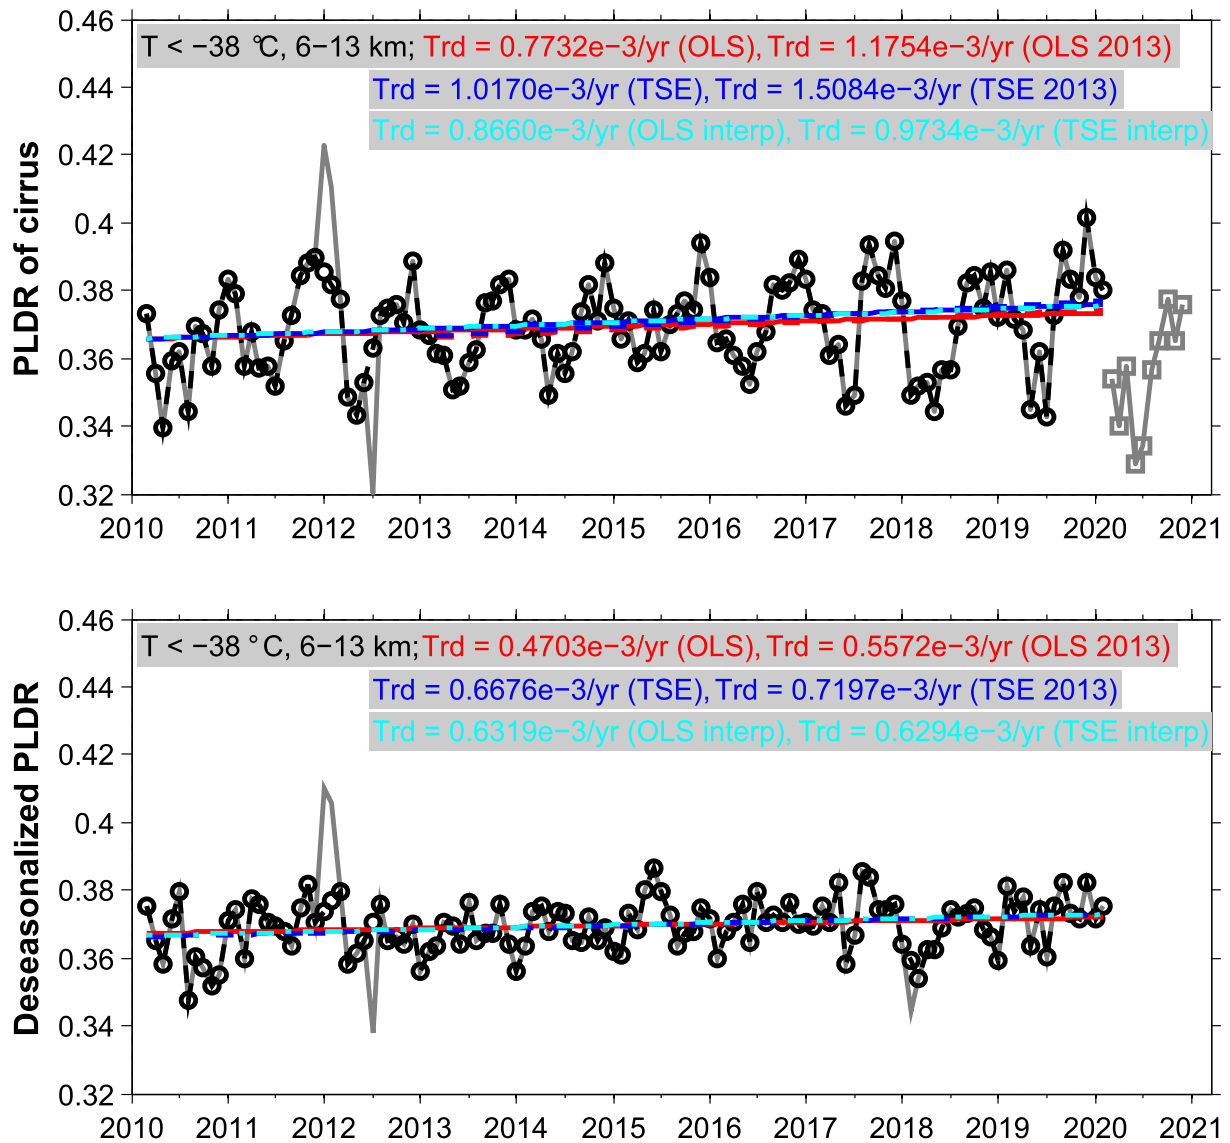 0.46
T < −38 °C, 6−13 km; Trd = 0.7732e−3/yr (OLS), Trd = 1.1754e−3/yr (OLS 2013)
Trd = 1.0170e−3/yr (TSE), Trd = 1.5084e−3/yr (TSE 2013)
Trd = 0.8660e−3/yr (OLS interp), Trd = 0.9734e−3/yr (TSE interp)
0.44
0.42
0.4
0.38
0.36
0.34
0.32
PLDR of cirrus
2010 2011 2012 2013 2014 2015 2016 2017 2018 2019 2020 2021
0.46
T < −38 °C, 6−13 km; Trd = 0.4703e−3/yr (OLS), Trd = 0.5572e−3/yr (OLS 2013)
Trd = 0.6676e−3/yr (TSE), Trd = 0.7197e−3/yr (TSE 2013)
Trd = 0.6319e−3/yr (OLS interp), Trd = 0.6294e−3/yr (TSE interp)
0.44
0.42
0.4
0.38
0.36
0.34
0.32
Deseasonalized PLDR
2010 2011 2012 2013 2014 2015 2016 2017 2018 2019 2020 2021